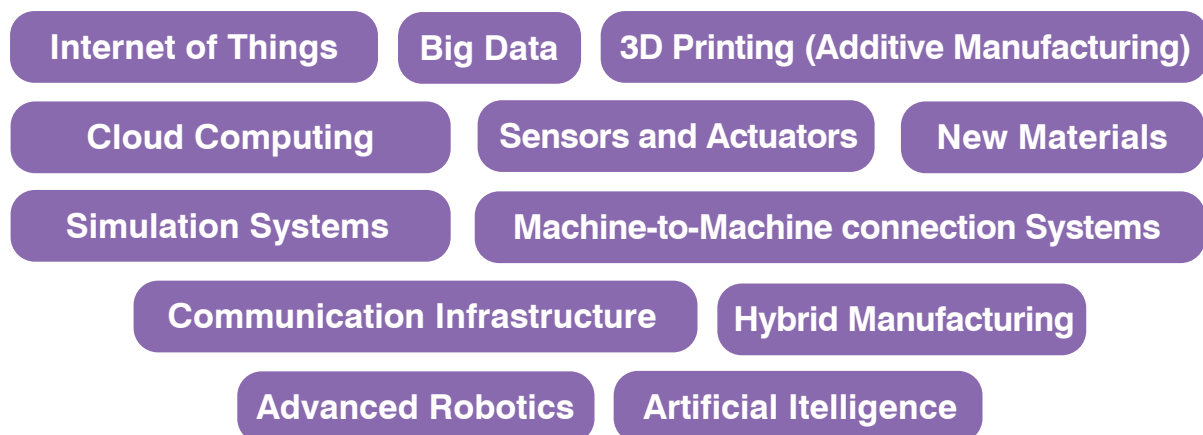 Internet of Things
Big Data
3D Printing (Additive Manufacturing)
Cloud Computing
Sensors and Actuators
New Materials
Simulation Systems
Machine-to-Machine connection Systems
Communication Infrastructure
Hybrid Manufacturing
Advanced Robotics
Artificial Itelligence